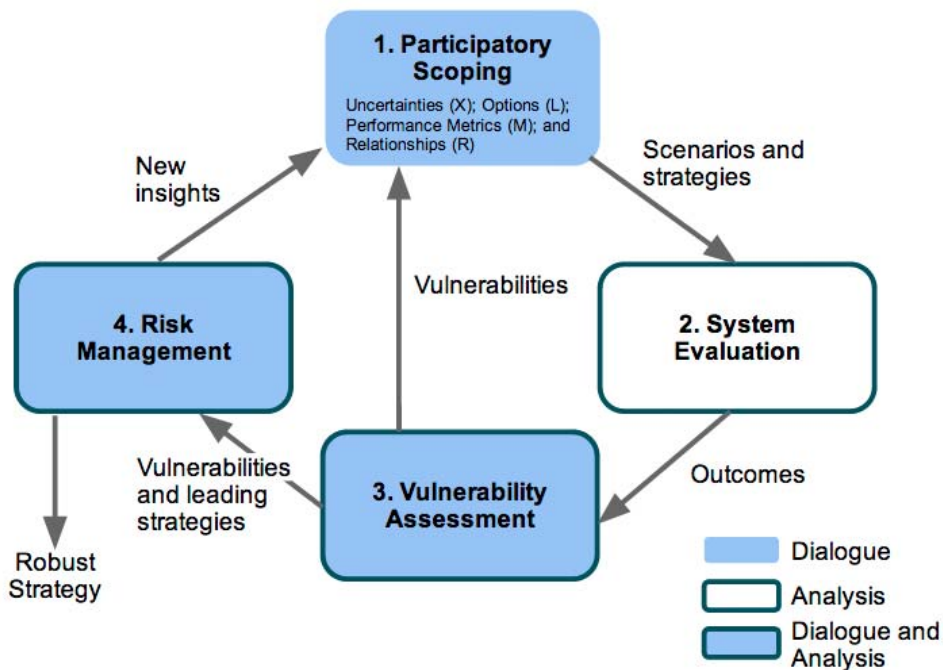 1. Participatory
Scoping
Uncertainties (X); Options (L);
Performance Metrics (M); and
Relationships (R)
New
insights
Scenarios and
strategies
Vulnerabilities
4. Risk
Management
2. System
Evaluation
Vulnerabilities
and leading
strategies
3. Vulnerability
Assessment
Outcomes
Robust
Strategy
Dialogue
Analysis
Dialogue and
Analysis